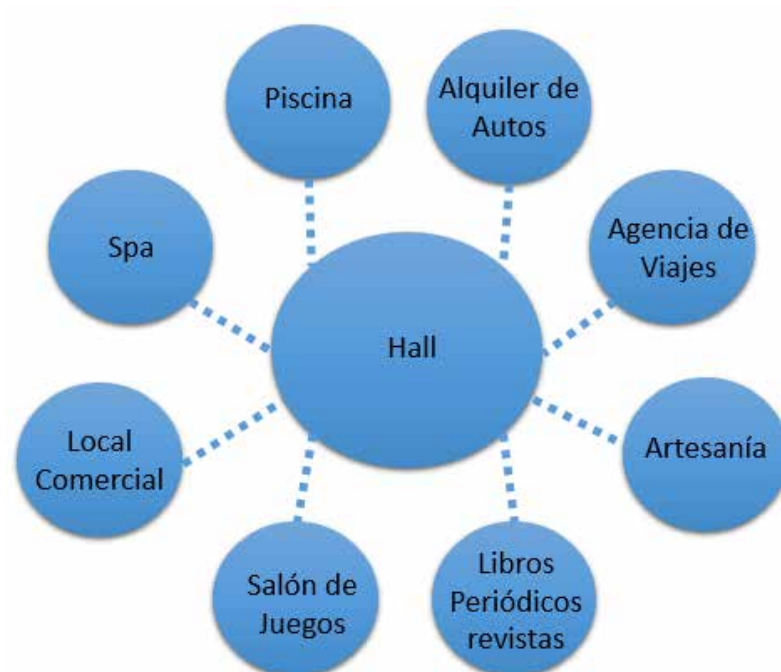 Piscina
Alquiler de
Autos
Spa
Agencia de
Viajes
Hall
Local
Comercial
Artesanía
Salón de
Juegos
Libros
Periódicos
revistas